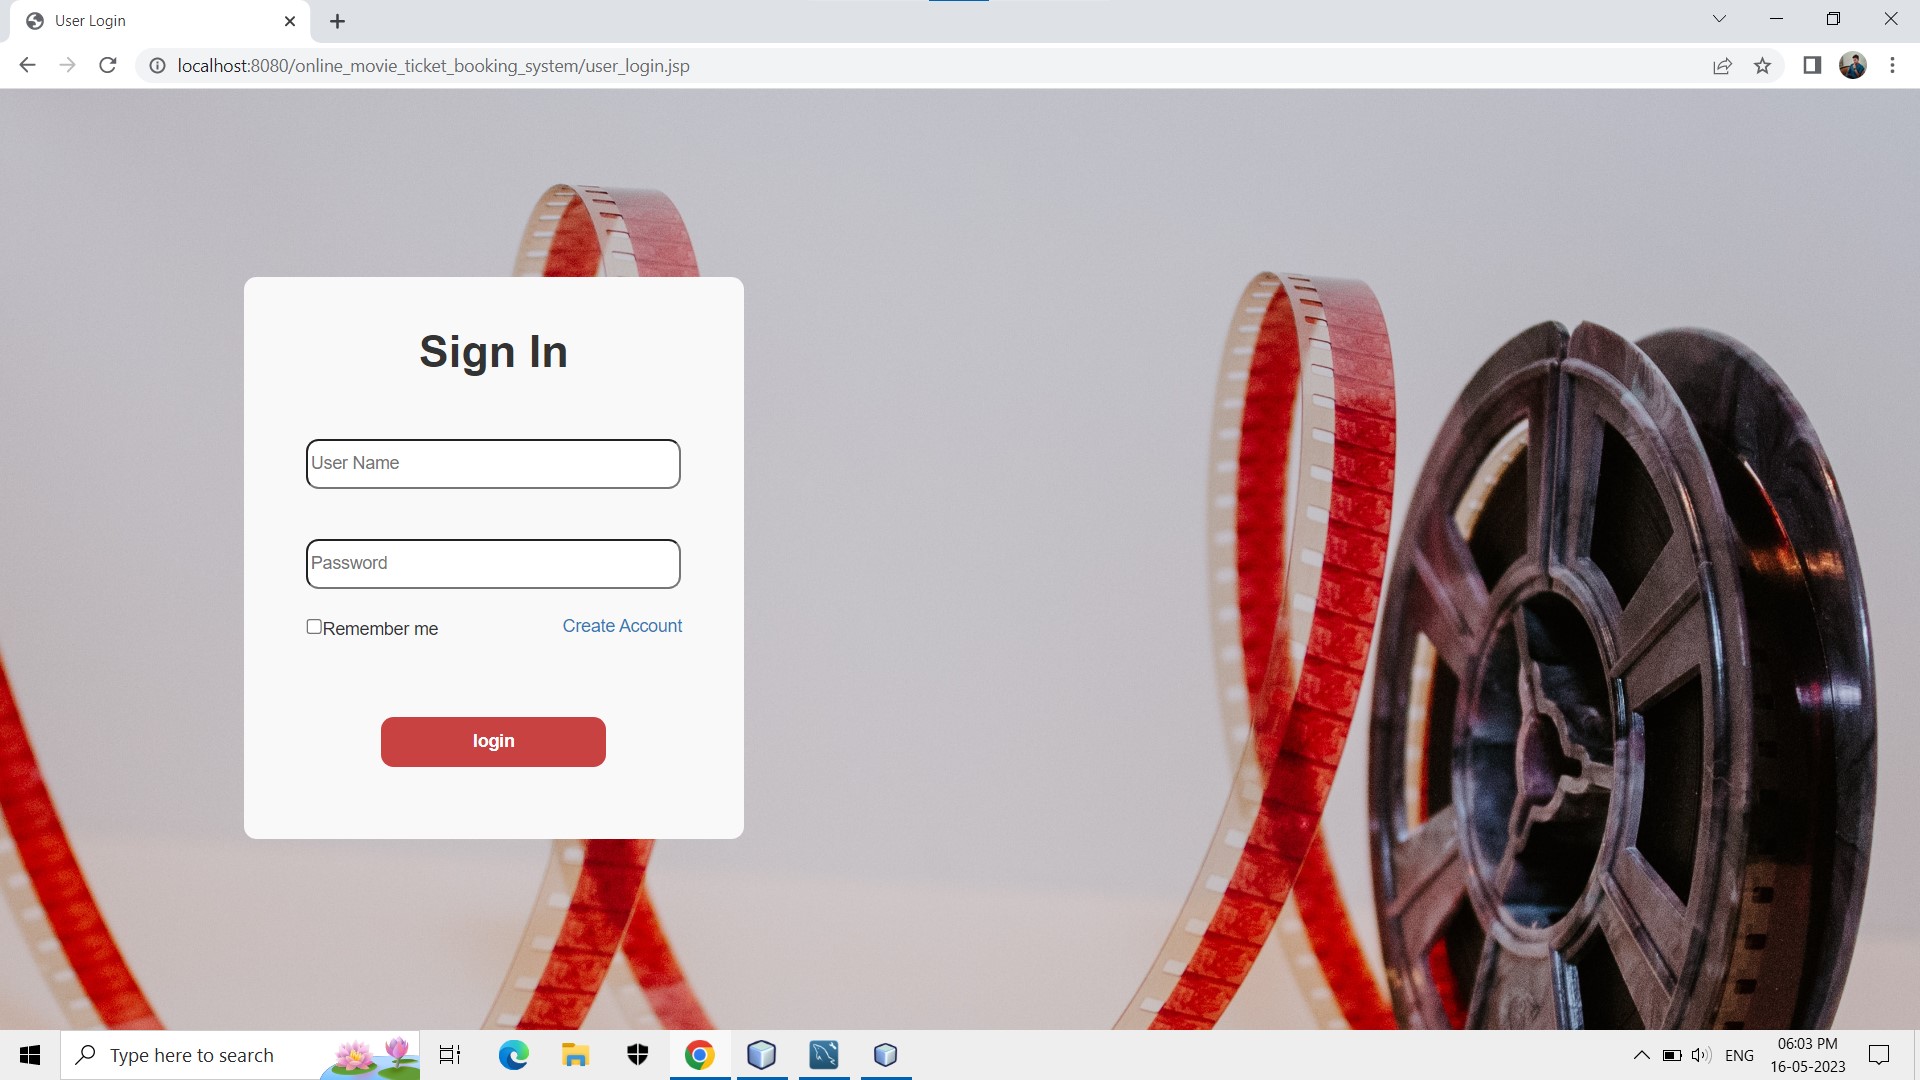 User Login
localhost:8080/online_movie_ticket_booking_system/user_login.jsp
Sign In
User Name
Password
Remember me
Create Account
login
Type here to search
ENG
06:03 PM
16-05-2023